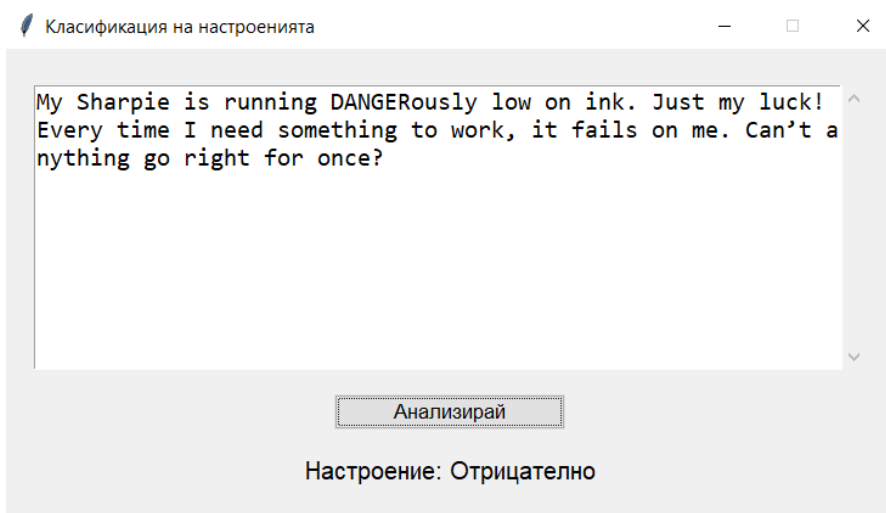 Класификация на настроенията
My Sharpie is running DANGERously low on ink. Just my luck!
Every time I need something to work, it fails on me. Can’t a
nything go right for once?
Анализирай
Настроение: Отрицателно